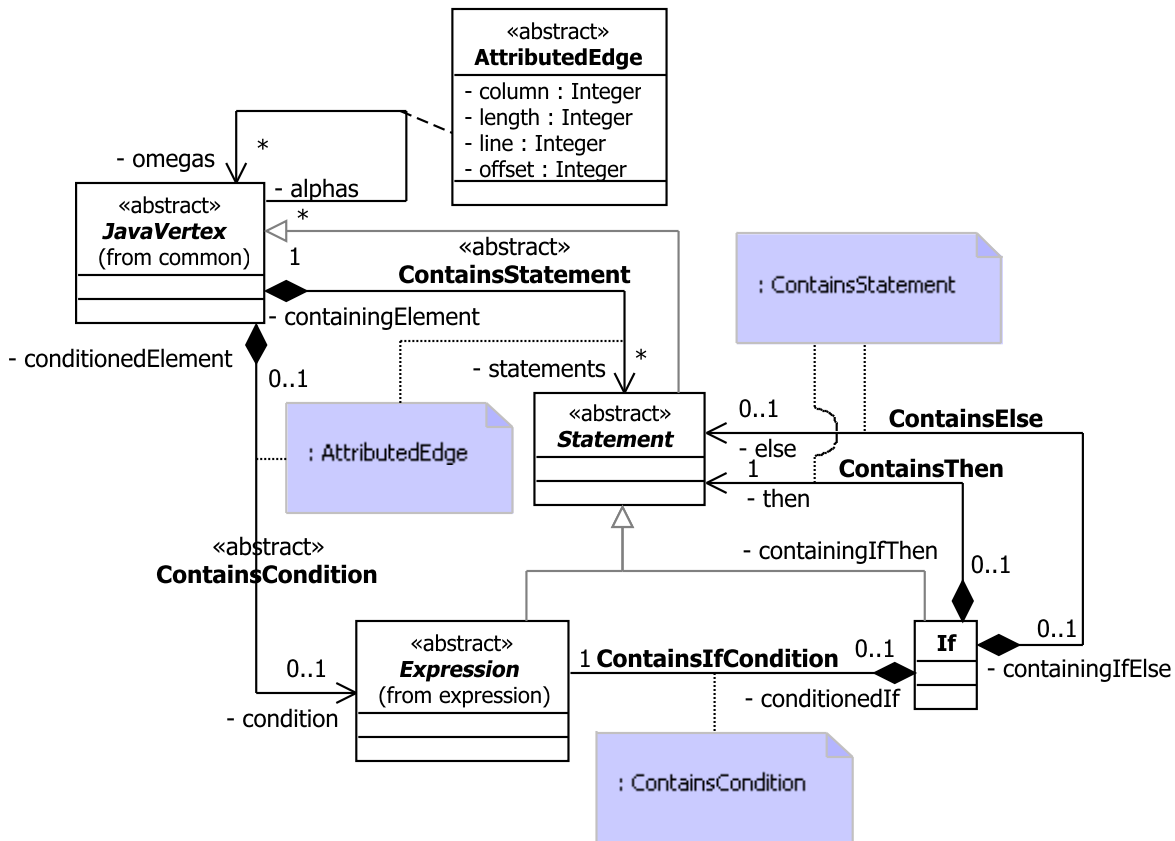 «abstract»
AttributedEdge
- column : Integer
- length : Integer
- line : Integer
- offset : Integer
*
- omegas
- alphas
«abstract»
JavaVertex
(from common)
*
1
«abstract»
ContainsStatement
- containingElement
: ContainsStatement
- conditionedElement
0..1
*
- statements
: AttributedEdge
«abstract»
Statement
0..1
ContainsElse
- else
1
ContainsThen
- then
«abstract»
ContainsCondition
- containingIfThen
0..1
0..1
- condition
«abstract»
Expression
(from expression)
1
ContainsIfCondition
0..1
- conditionedIf
If
0..1
- containingIfElse
: ContainsCondition